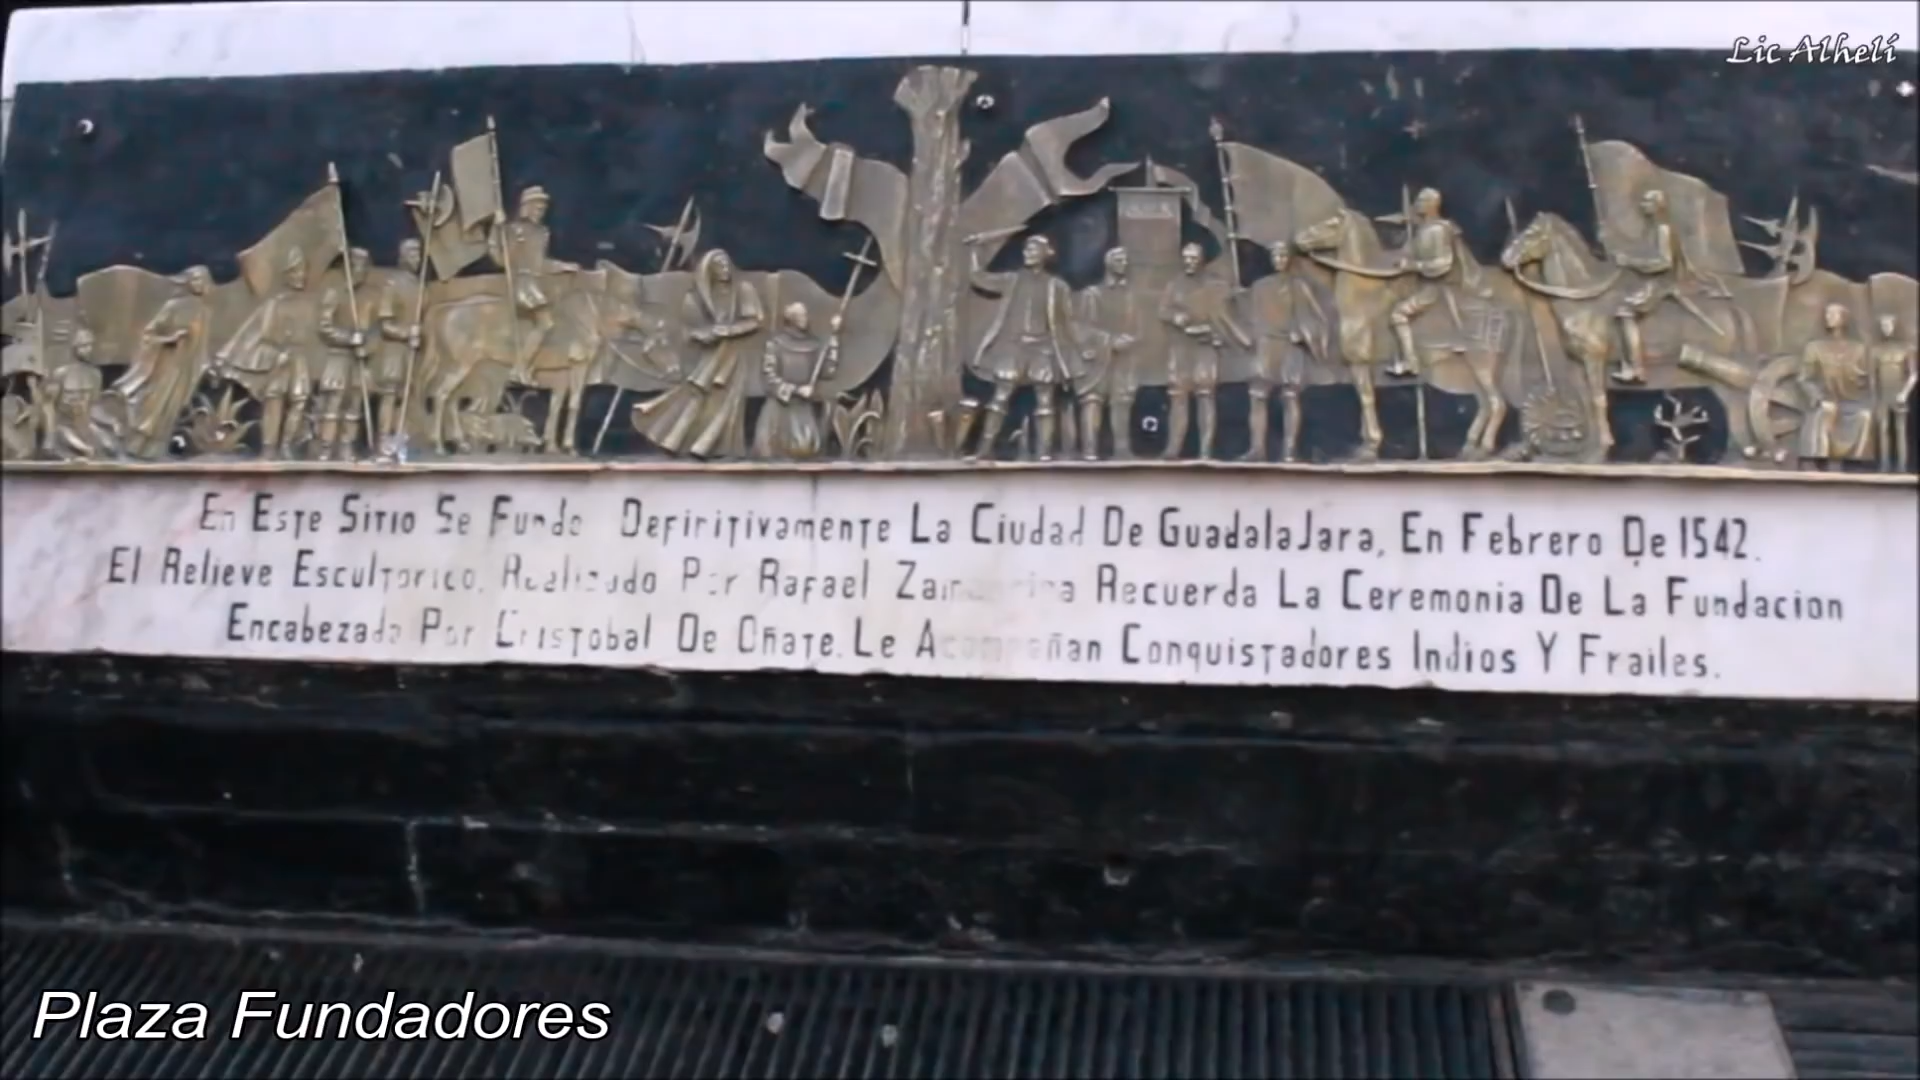 Lic Alhelí
En Este Sitio Se Fundo Definitivamente La Ciudad De Guadalajara, En Febrero De 1542.
El Relieve Escultorico, Realizado Por Rafael Recuerda La Ceremonia De La Fundacion
Encabezada Por Cristobal De Oñate. Le Acompañan Conquistadores Indios Y Frailes.
Plaza Fundadores